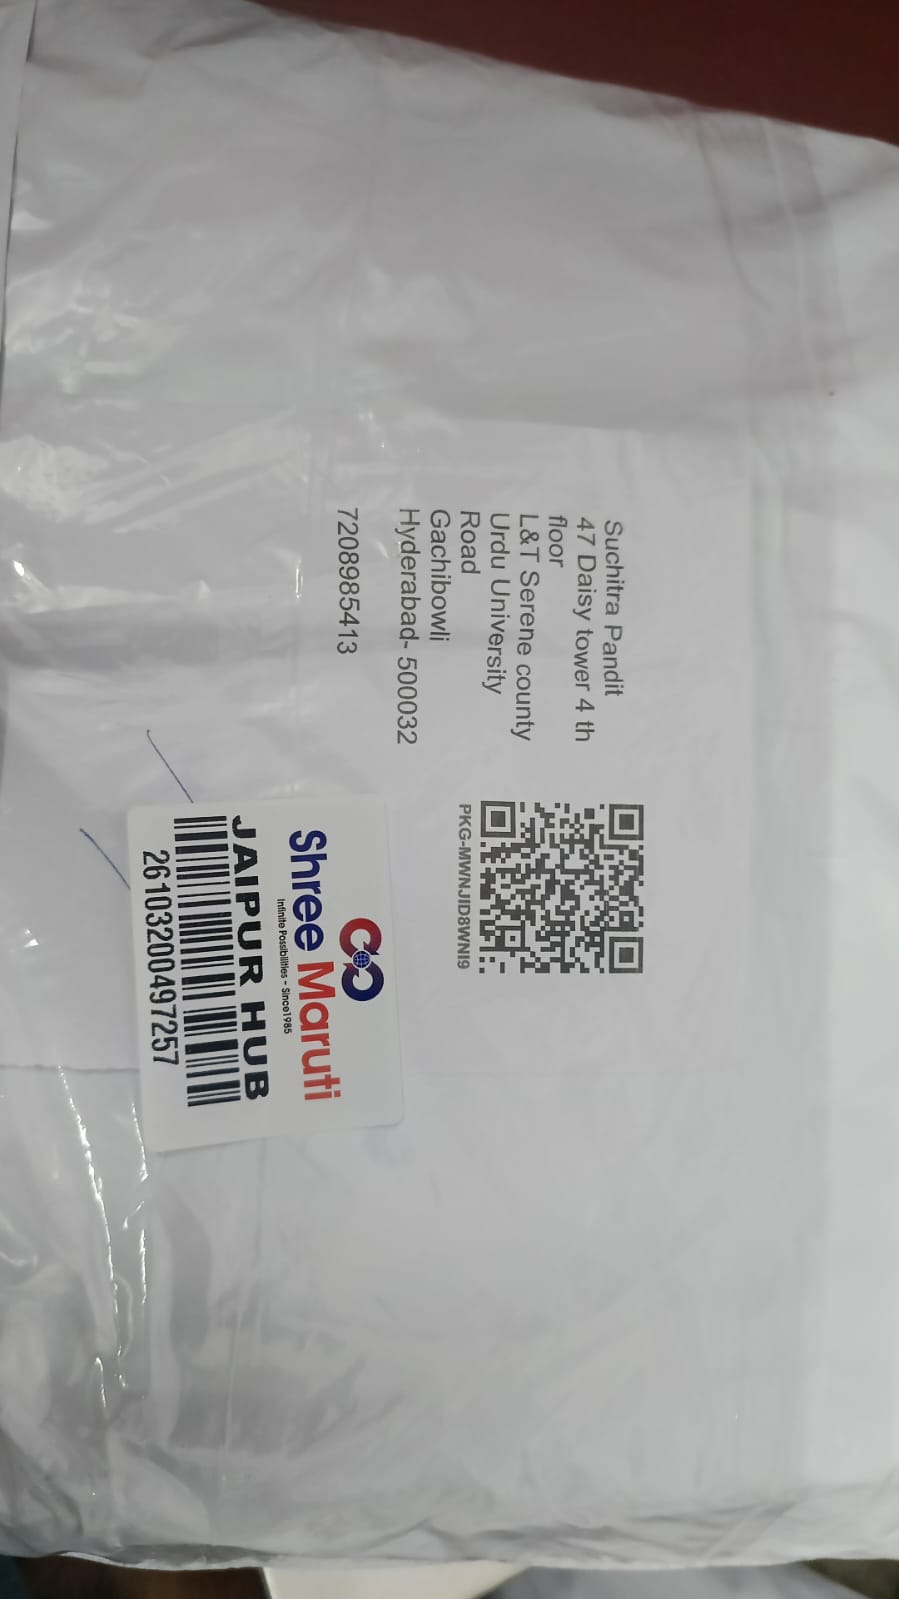 Suchitra Pandit
47 Daisy tower 4 th
floor
L&T Serene county
Urdu University
Road
Gachibowli
Hyderabad- 500032
7208985413
PKG-MWNJID8WNI9
Shree Maruti
Infinite Possibilities - Since1985
JAIPUR HUB
26103200497257